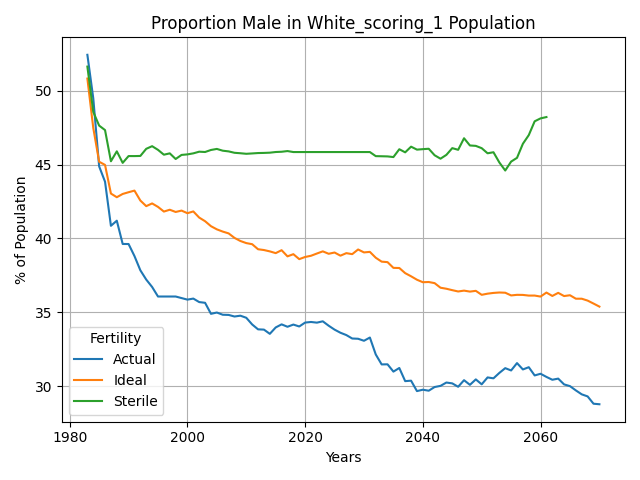 Proportion Male in White_scoring_1 Population
% of Population
50
45
40
35
30
Fertility
Actual
Ideal
Sterile
1980
2000
2020
2040
2060
Years